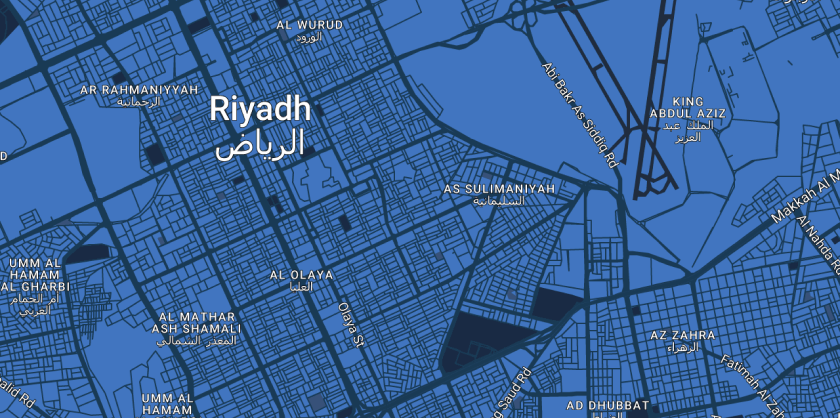 AL WURUD
الورود
AR RAHMANIYYAH
الرحمانية
Riyadh
الرياض
Abi Bakr As Siddiq Rd
KING
ABDUL AZIZ
الملك عبد
العزيز
D
AS SULIMANIYAH
السليمانية
Makkah Al M
Al Nahda Rd
UMM AL
HAMAM
AL GHARBI
أم الحمام
الغربي
AL OLAYA
العليا
Olaya St
AL MATHAR
ASH SHAMALI
المعذر الشمالي
AZ ZAHRA
الزهراء
Fatimah Al Za
alid Rd
UMM AL
HAMAM
g Saud Rd
AD DHUBBAT